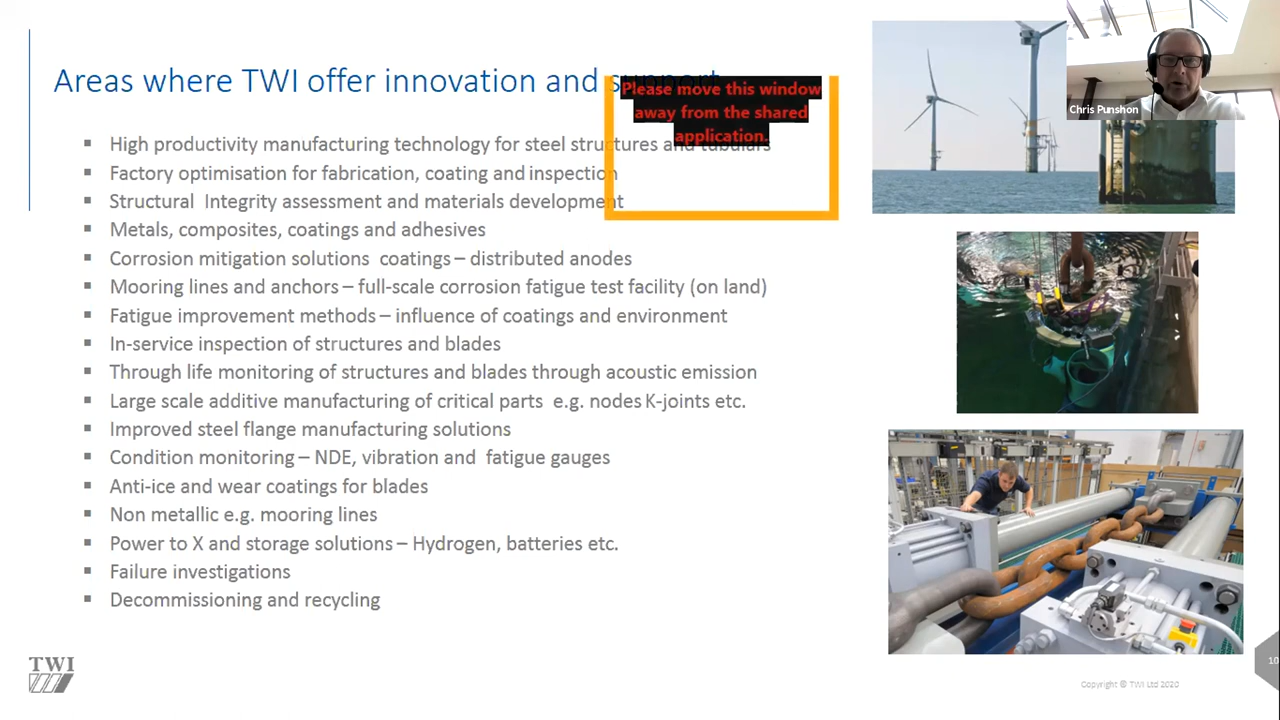 Areas where TWI offer innovation and support
Please move this window
away from the shared
application.
Chris Punshon
High productivity manufacturing technology for steel structures and tubulars
Factory optimisation for fabrication, coating and inspection
Structural Integrity assessment and materials development
Metals, composites, coatings and adhesives
Corrosion mitigation solutions coatings – distributed anodes
Mooring lines and anchors – full-scale corrosion fatigue test facility (on land)
Fatigue improvement methods – influence of coatings and environment
In-service inspection of structures and blades
Through life monitoring of structures and blades through acoustic emission
Large scale additive manufacturing of critical parts e.g. nodes K-joints etc.
Improved steel flange manufacturing solutions
Condition monitoring – NDE, vibration and fatigue gauges
Anti-ice and wear coatings for blades
Non metallic e.g. mooring lines
Power to X and storage solutions – Hydrogen, batteries etc.
Failure investigations
Decommissioning and recycling
TWI
Copyright © TWI Ltd 2020
10